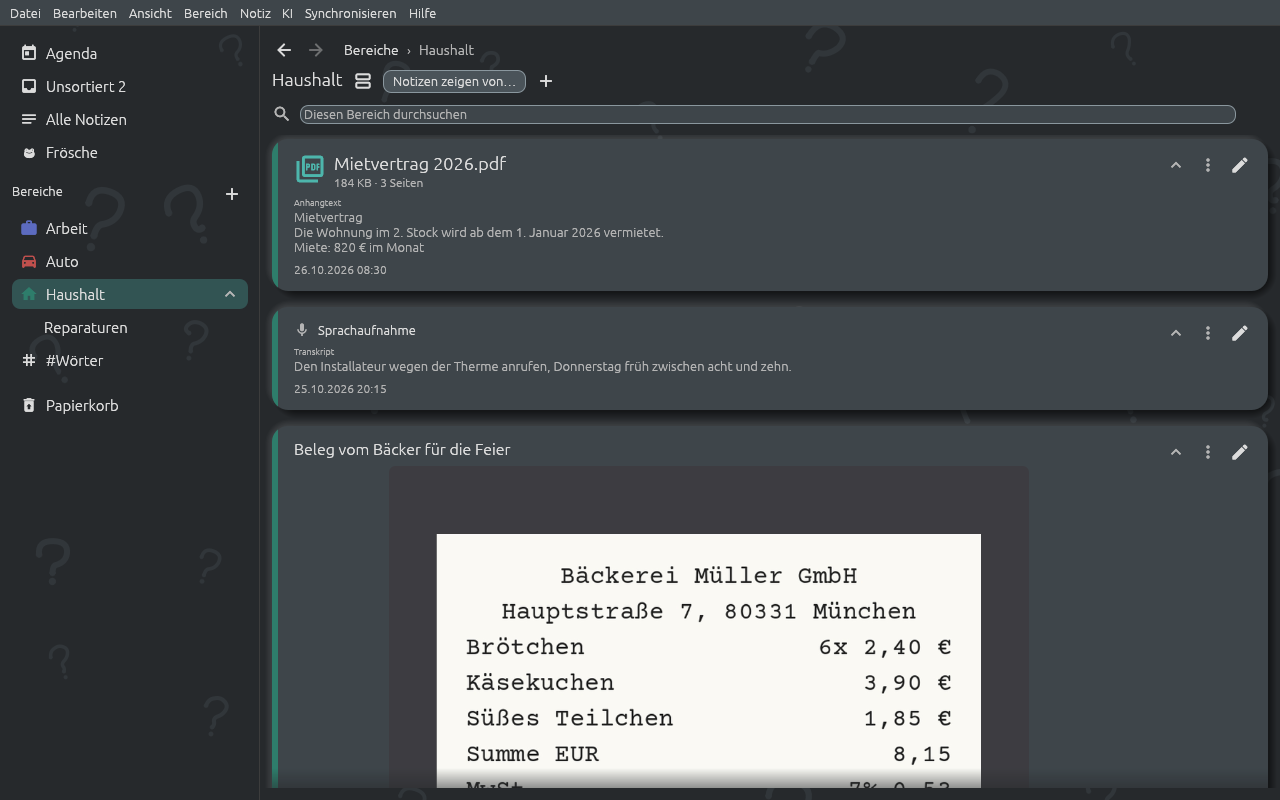 Datei Bearbeiten Ansicht Bereich Notiz KI Synchronisieren Hilfe
Agenda
Unsortiert 2
Alle Notizen
Frösche
Bereiche
Arbeit
Auto
Haushalt
Reparaturen
#Wörter
Papierkorb
Bereiche › Haushalt
Haushalt Notizen zeigen von…
Diesen Bereich durchsuchen
PDF
Mietvertrag 2026.pdf
184 KB · 3 Seiten
Anhangtext
Mietvertrag
Die Wohnung im 2. Stock wird ab dem 1. Januar 2026 vermietet.
Miete: 820 € im Monat
26.10.2026 08:30
Sprachaufnahme
Transkript
Den Installateur wegen der Therme anrufen, Donnerstag früh zwischen acht und zehn.
25.10.2026 20:15
Beleg vom Bäcker für die Feier
Bäckerei Müller GmbH
Hauptstraße 7, 80331 München
Brötchen 6x 2,40 €
Käsekuchen 3,90 €
Süßes Teilchen 1,85 €
Summe EUR 8,15